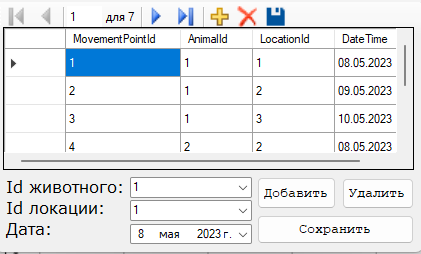 1 для 7
MovementPointId AnimalId LocationId DateTime
1 1 1 08.05.2023
2 1 2 09.05.2023
3 1 3 10.05.2023
4 2 2 08.05.2023
Id животного: 1
Добавить Удалить
Id локации: 1
Дата: 8 мая 2023 г.
Сохранить